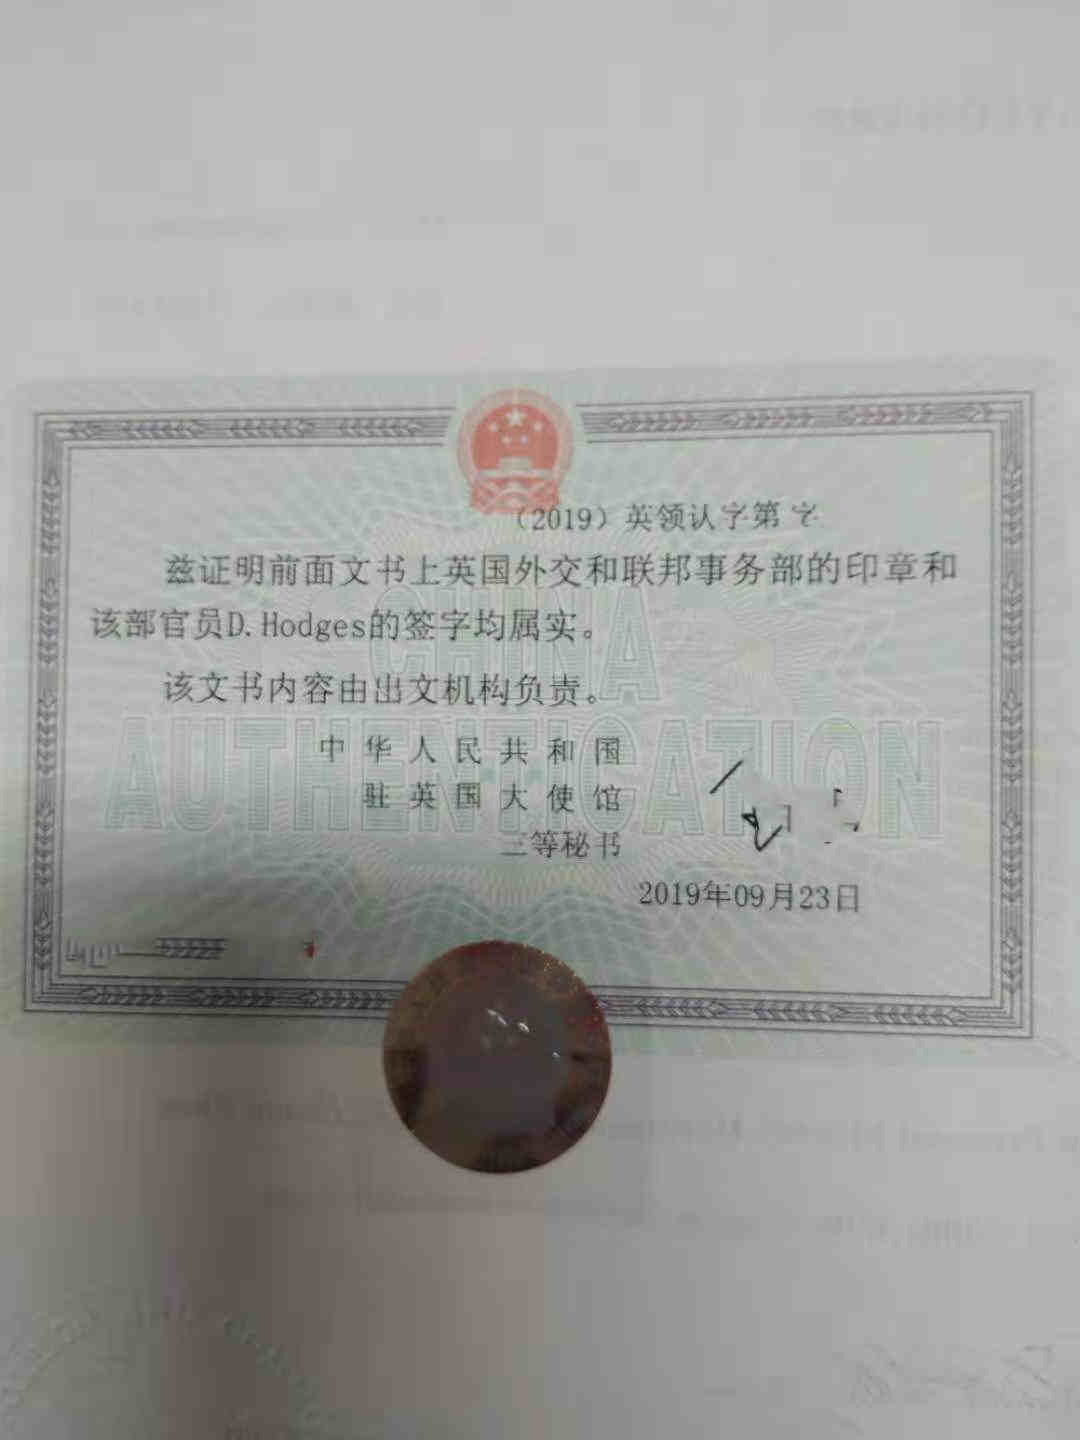 （2019）英领认字第 字
兹证明前面文书上英国外交和联邦事务部的印章和
该部官员D.Hodges的签字均属实。
该文书内容由出文机构负责。
中华人民共和国
驻英国大使馆
三等秘书
2019年09月23日
CHINA
AUTHENTICATION